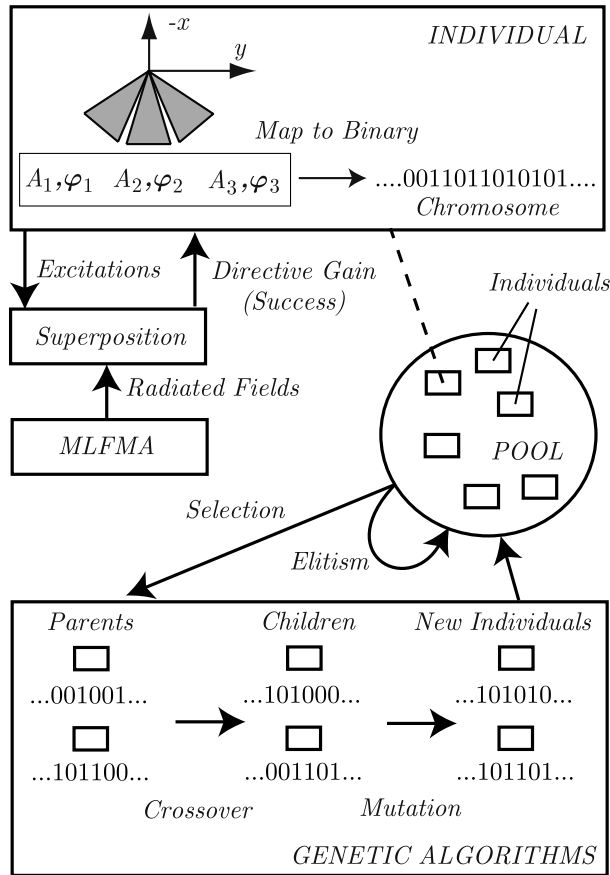 -x
INDIVIDUAL
y
Map to Binary
A₁,φ₁ A₂,φ₂ A₃,φ₃
....0011011010101....
Chromosome
Excitations
Directive Gain
(Success)
Individuals
Superposition
Radiated Fields
MLFMA
POOL
Selection
Elitism
Parents Children New Individuals
...001001... ...101000... ...101010...
...101100... ...001101... ...101101...
Crossover Mutation
GENETIC ALGORITHMS